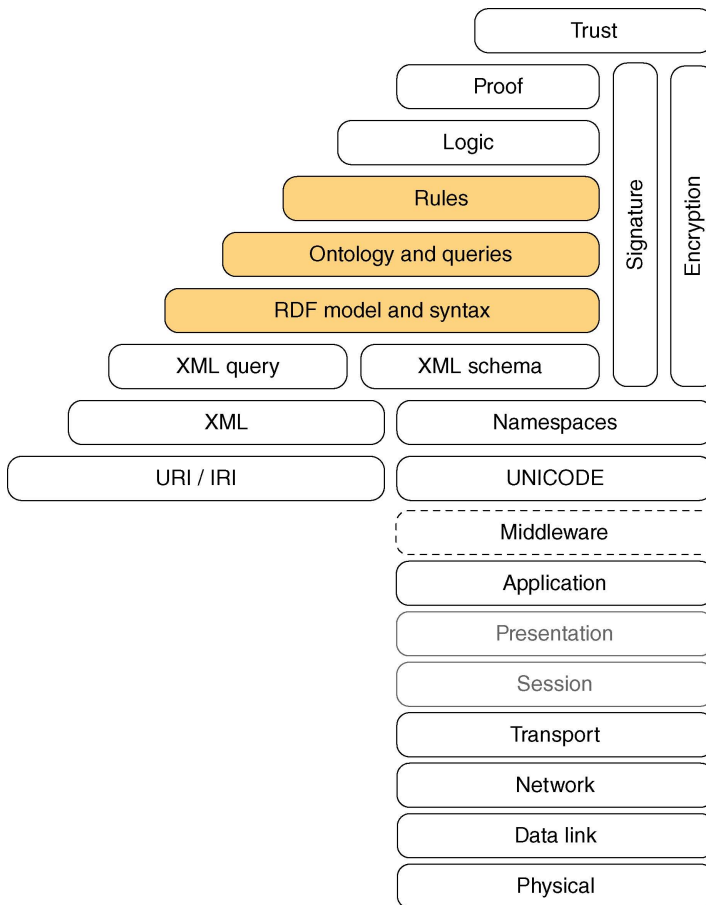 Trust
Proof
Logic
Rules
Ontology and queries
RDF model and syntax
XML query
XML schema
Signature
Encryption
XML
Namespaces
URI / IRI
UNICODE
Middleware
Application
Presentation
Session
Transport
Network
Data link
Physical